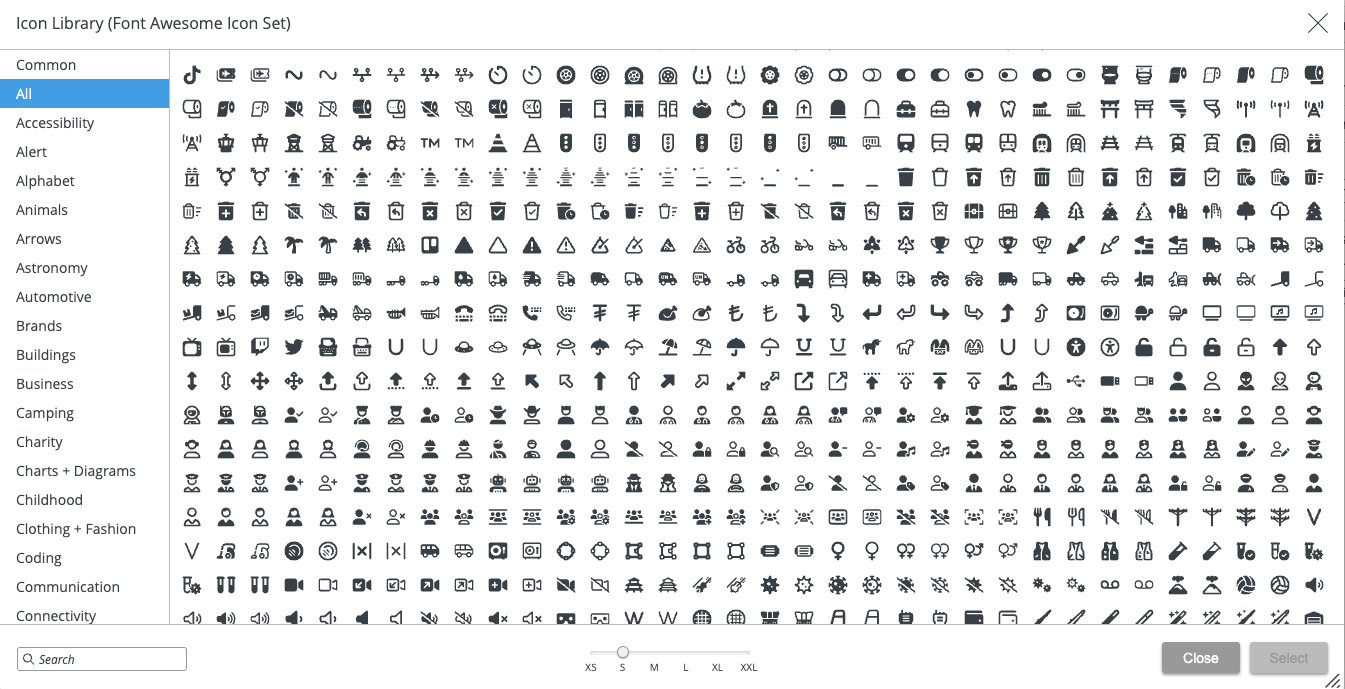 Icon Library (Font Awesome Icon Set)
Common
All
Accessibility
Alert
Alphabet
Animals
Arrows
Astronomy
Automotive
Brands
Buildings
Business
Camping
Charity
Charts + Diagrams
Childhood
Clothing + Fashion
Coding
Communication
Connectivity
TM TM
Search
XS S M L XL XXL
Close
Select